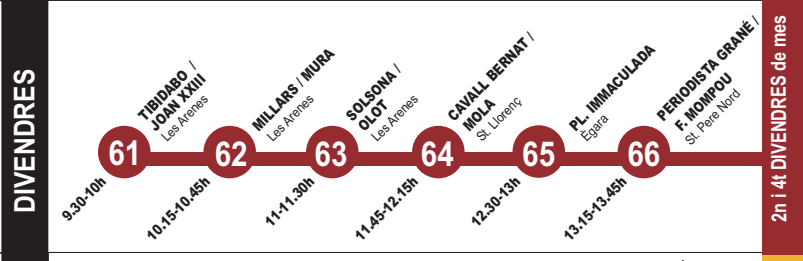 DIVENDRES
TIBIDABO /
JOAN XXIII
Les Arenes
61
9.30-10h
MILLARS / MURA
Les Arenes
62
10.15-10.45h
SOLSONA /
OLOT
Les Arenes
63
11-11.30h
CAVALL BERNAT /
MOLA
St. Llorenç
64
11.45-12.15h
PL. IMMACULADA
Ègara
65
12.30-13h
PERIODISTA GRANÉ /
F. MOMPOU
St. Pere Nord
66
13.15-13.45h
2n i 4t DIVENDRES de mes